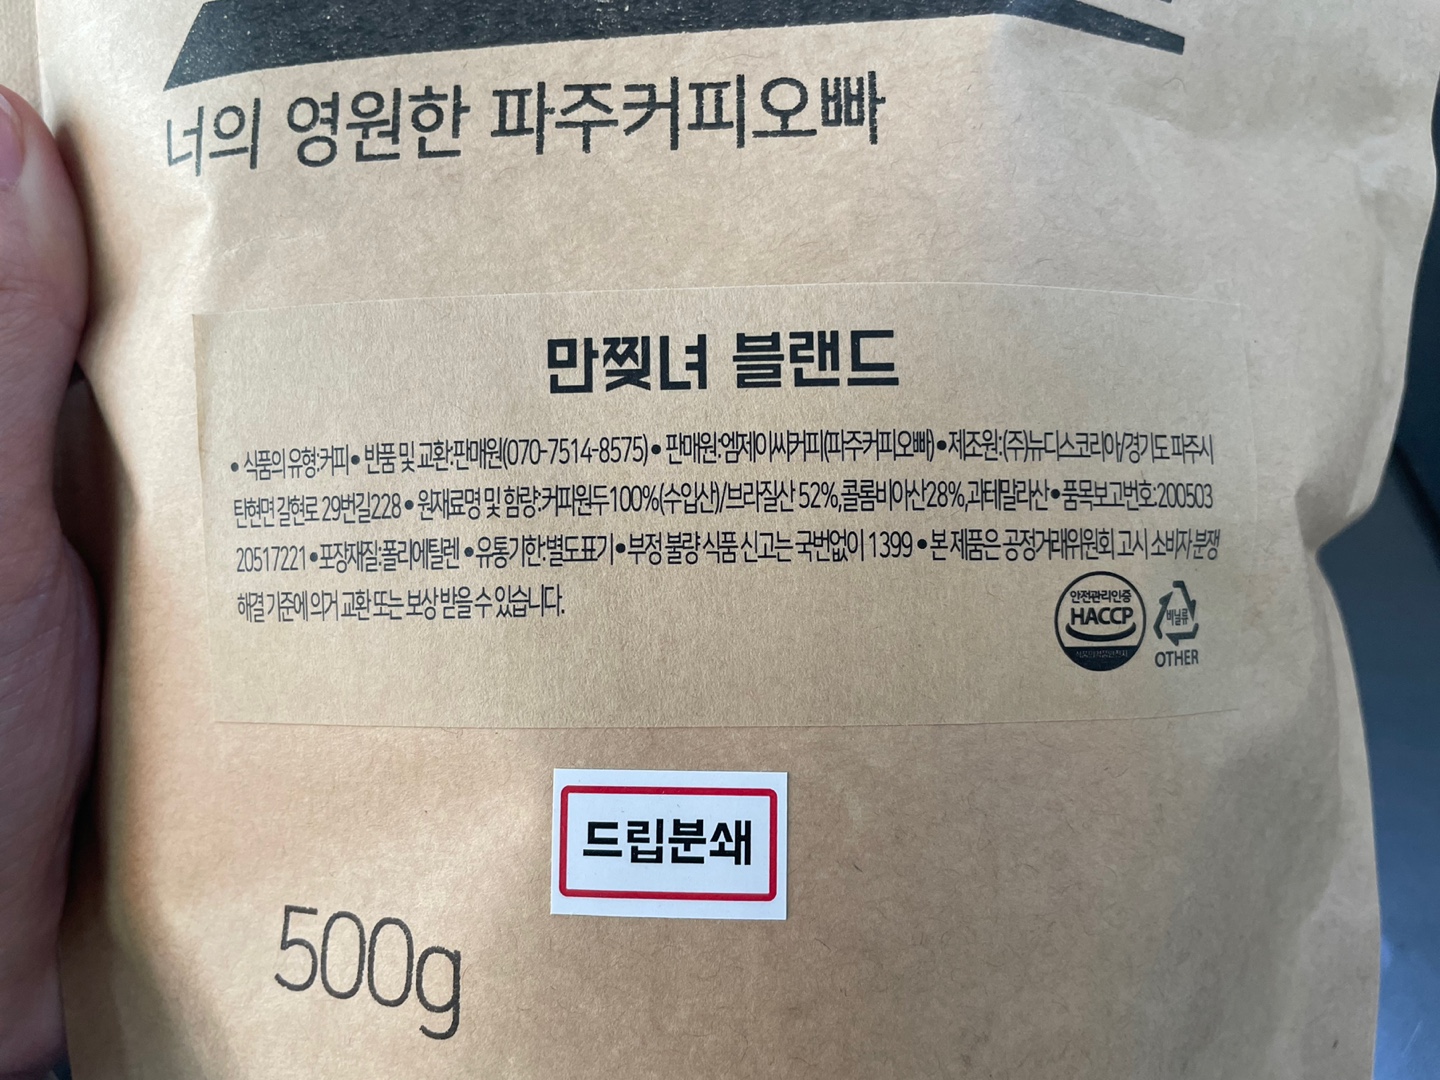 너의 영원한 파주커피오빠
만찢녀 블랜드
• 식품의 유형:커피• 반품 및 교환:판매원(070-7514-8575)• 판매원:엠제이씨커피(파주커피오빠)•제조원:(주)뉴디스코리아/경기도 파주시
탄현면 갈현로 29번길228• 원재료명 및 함량:커피원두100%(수입산)/브라질산 52%,콜롬비아산28%,과테말라산•품목보고번호:200503
20517221•포장재질:폴리에틸렌 •유통기한:별도표기•부정 불량 식품 신고는 국번없이 1399 •본 제품은 공정거래위원회 고시 소비자 분쟁
해결 기준에 의거 교환 또는 보상 받을 수 있습니다.
안전관리인증
HACCP
비닐류
OTHER
드립분쇄
500g